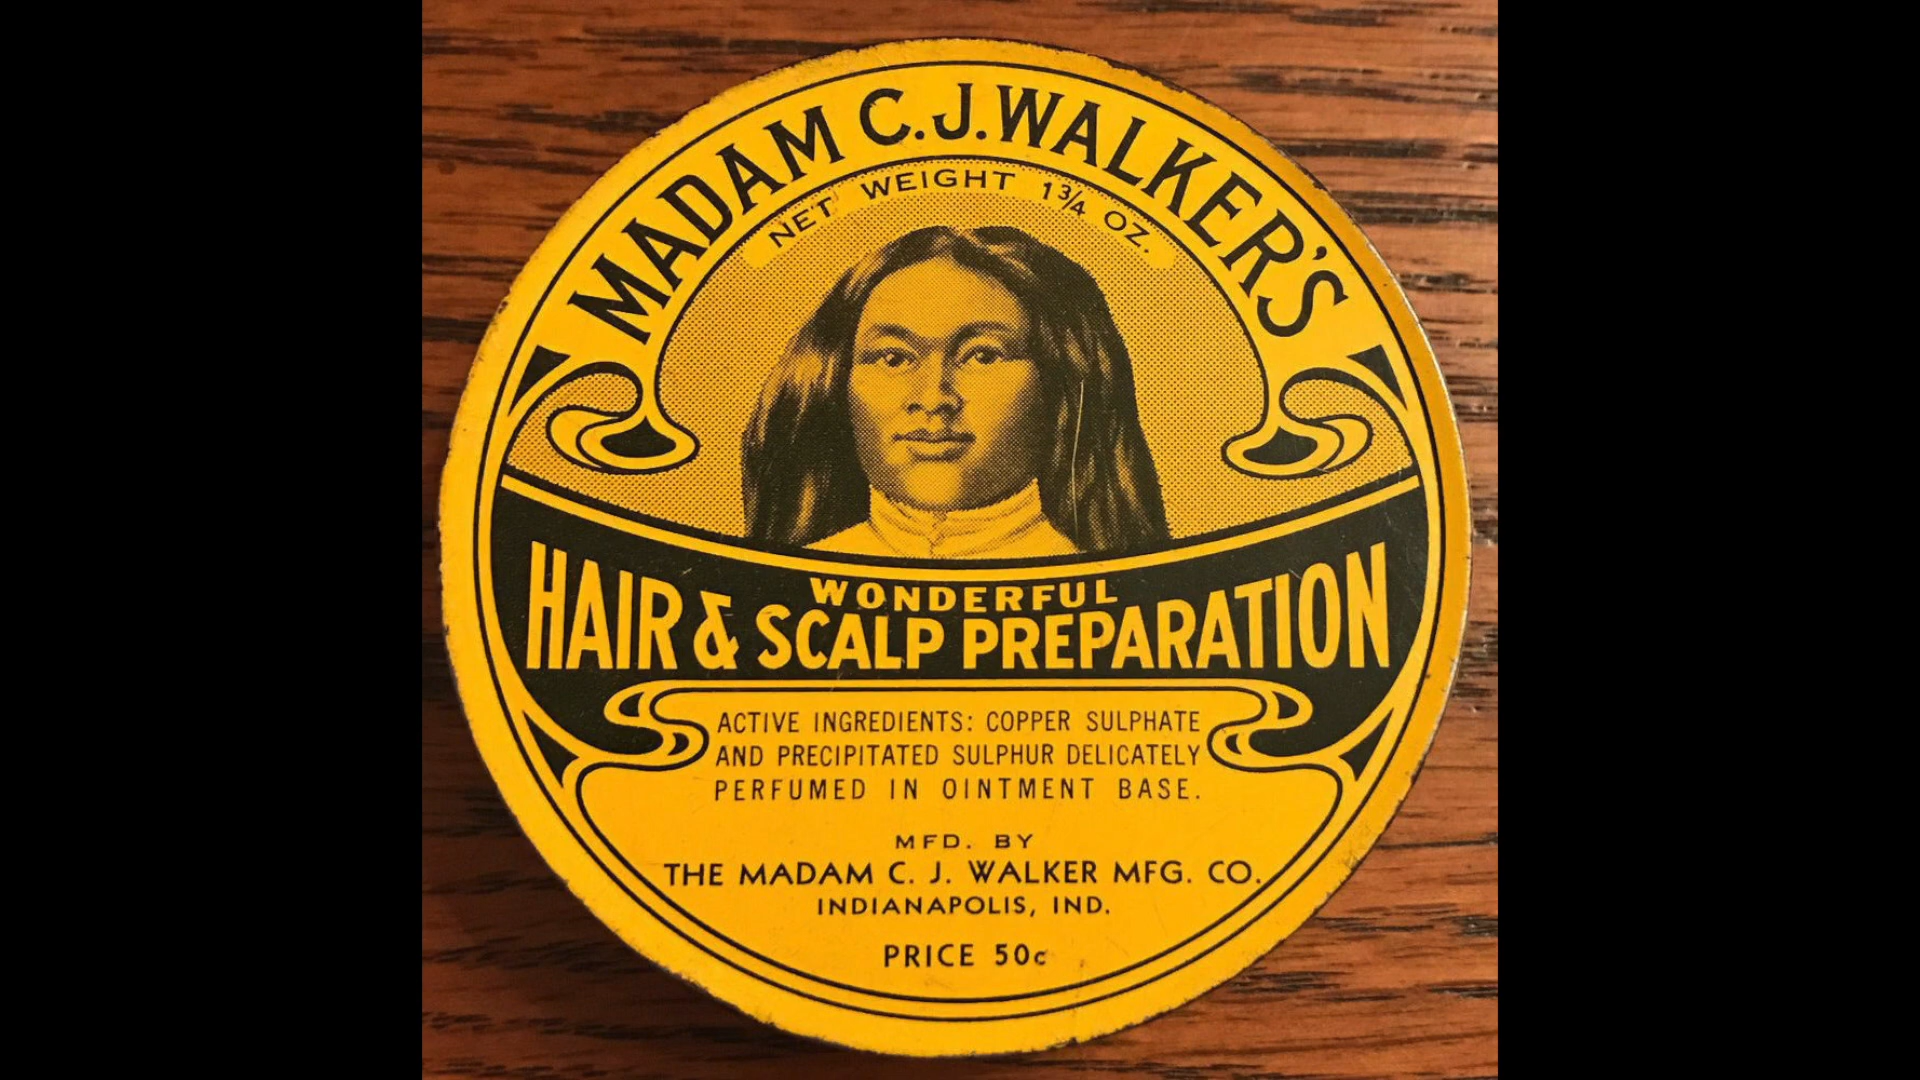 MADAM C.J. WALKER'S
NET WEIGHT 1¾ OZ.
WONDERFUL
HAIR & SCALP PREPARATION
ACTIVE INGREDIENTS: COPPER SULPHATE
AND PRECIPITATED SULPHUR DELICATELY
PERFUMED IN OINTMENT BASE.
MFD. BY
THE MADAM C. J. WALKER MFG. CO.
INDIANAPOLIS, IND.
PRICE 50c